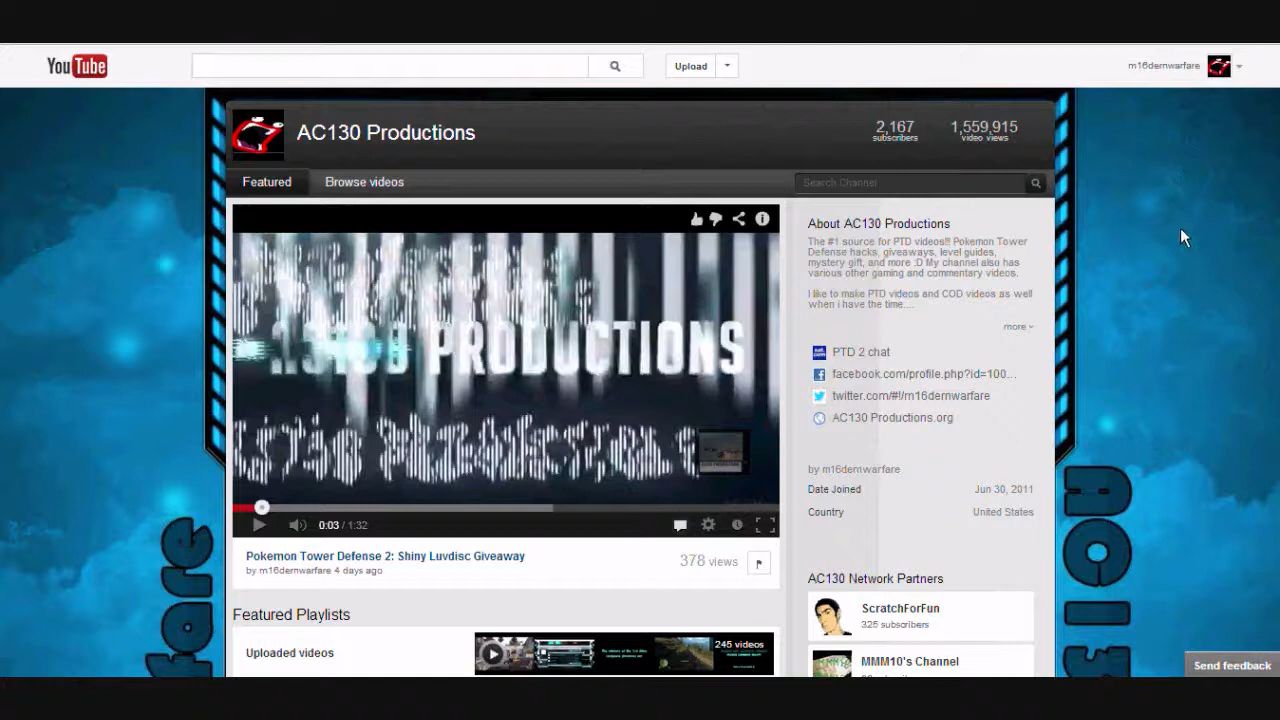 YouTube
Upload
m16dernwarfare
AC130 Productions
2,167
subscribers
1,559,915
video views
Featured
Browse videos
Search Channel
PRODUCTIONS
About AC130 Productions
The #1 source for PTD videos!! Pokemon Tower
Defense hacks, giveaways, level guides,
mystery gift, and more :D My channel also has
various other gaming and commentary videos.
I like to make PTD videos and COD videos as well
when i have the time....
more
PTD 2 chat
facebook.com/profile.php?id=100...
twitter.com/#!/m16dernwarfare
AC130 Productions.org
by m16dernwarfare
Date Joined Jun 30, 2011
Country United States
0:03 / 1:32
Pokemon Tower Defense 2: Shiny Luvdisc Giveaway
by m16dernwarfare 4 days ago
378 views
AC130 Network Partners
ScratchForFun
325 subscribers
MMM10's Channel
Featured Playlists
Uploaded videos
245 videos
Send feedback